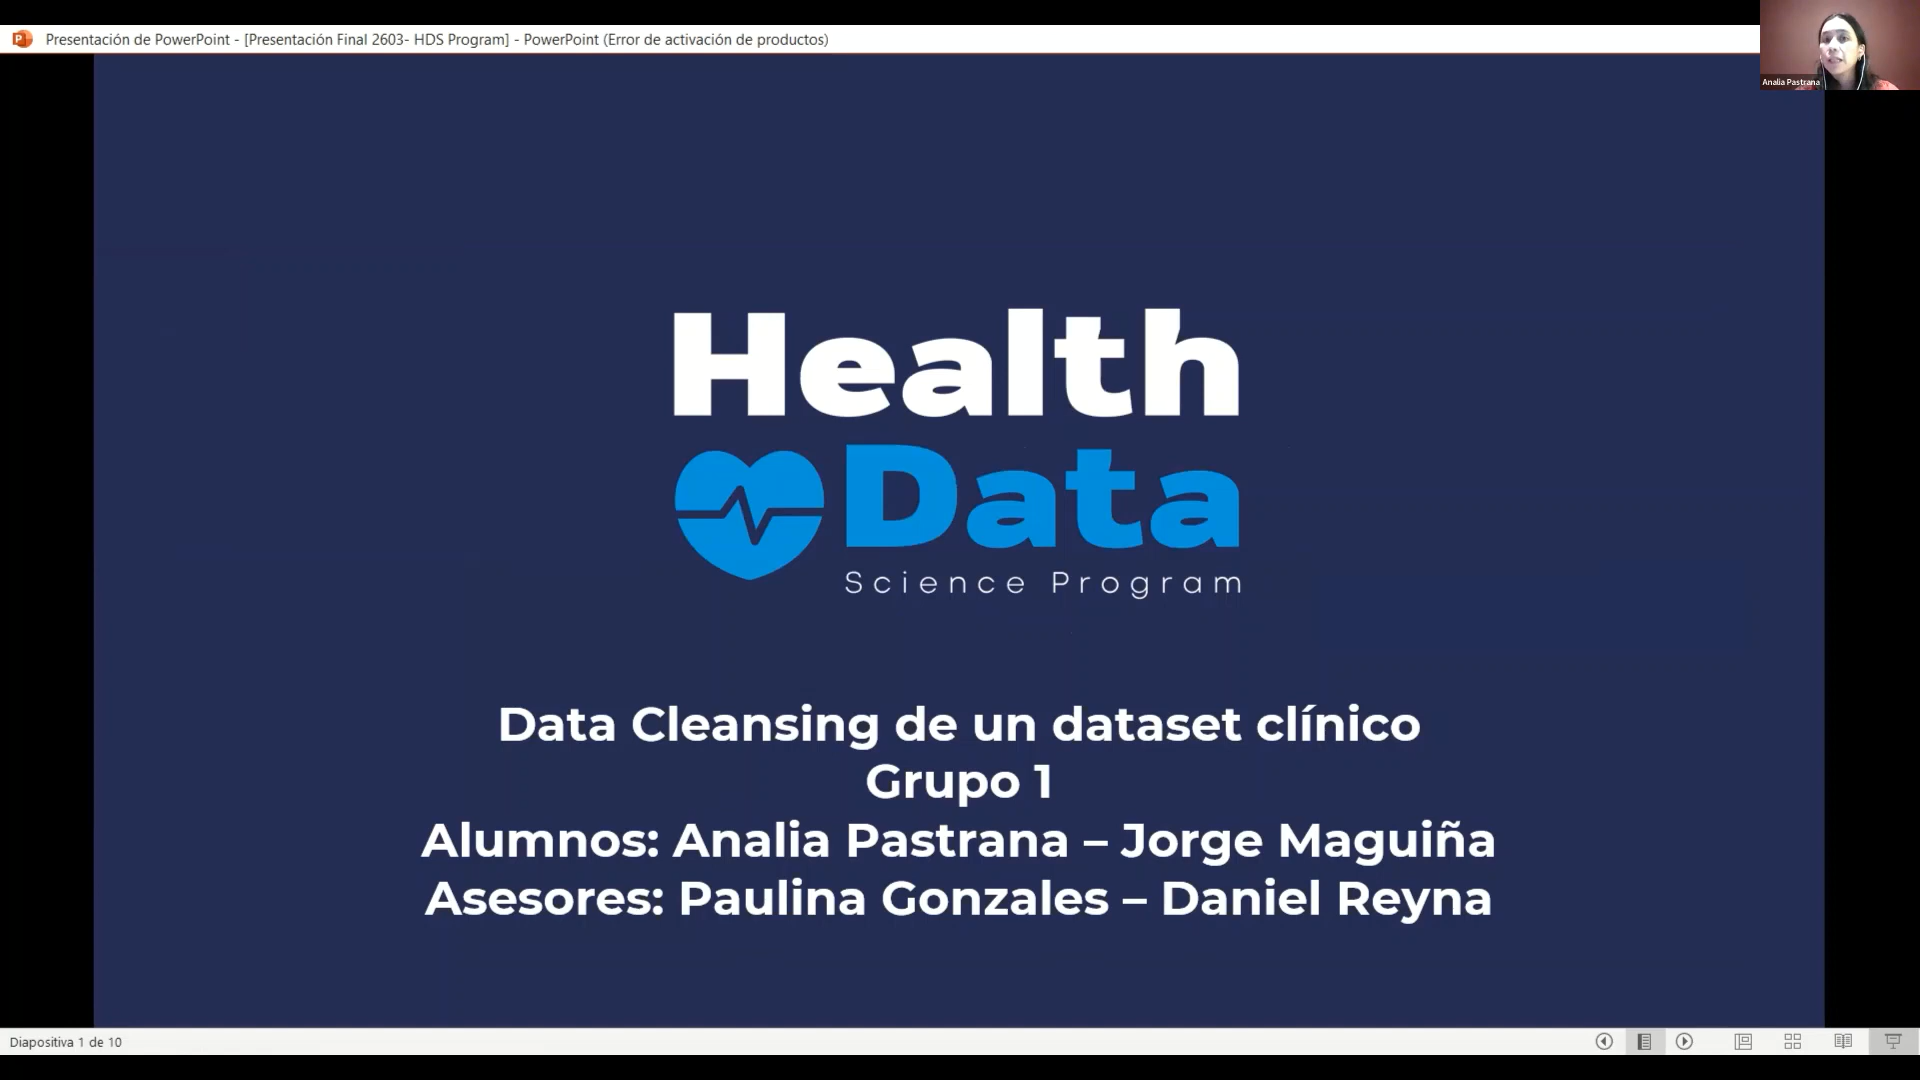 Presentación de PowerPoint - [Presentación Final 2603- HDS Program] - PowerPoint (Error de activación de productos)
Analia Pastrana
Health
Data
Science Program
Data Cleansing de un dataset clínico
Grupo 1
Alumnos: Analia Pastrana – Jorge Maguiña
Asesores: Paulina Gonzales – Daniel Reyna
Diapositiva 1 de 10